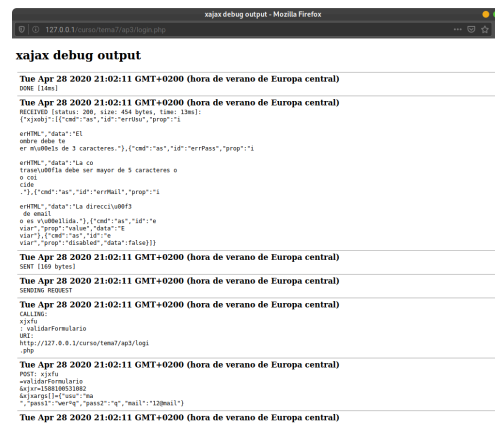 xajax debug output - Mozilla Firefox
127.0.0.1/curso/tema7/ap3/login.php
xajax debug output
Tue Apr 28 2020 21:02:11 GMT+0200 (hora de verano de Europa central)
DONE [14ms]
Tue Apr 28 2020 21:02:11 GMT+0200 (hora de verano de Europa central)
RECEIVED [status: 200, size: 454 bytes, time: 13ms]:
{"xjxobj":[{"cmd":"as","id":"errUsu","prop":"i
erHTML","data":"El
ombre debe te
er m\u00e1s de 3 caracteres."},{"cmd":"as","id":"errPass","prop":"i
erHTML","data":"La co
trase\u00f1a debe ser mayor de 5 caracteres o
o coi
cide
."},{"cmd":"as","id":"errMail","prop":"i
erHTML","data":"La direcci\u00f3
de email
o es v\u00e1lida."},{"cmd":"as","id":"e
viar","prop":"value","data":"E
viar"},{"cmd":"as","id":"e
viar","prop":"disabled","data":false}]}
Tue Apr 28 2020 21:02:11 GMT+0200 (hora de verano de Europa central)
SENT [169 bytes]
Tue Apr 28 2020 21:02:11 GMT+0200 (hora de verano de Europa central)
SENDING REQUEST
Tue Apr 28 2020 21:02:11 GMT+0200 (hora de verano de Europa central)
CALLING:
xjxfu
: validarFormulario
URI:
http://127.0.0.1/curso/tema7/ap3/logi
.php
Tue Apr 28 2020 21:02:11 GMT+0200 (hora de verano de Europa central)
POST: xjxfu
=validarFormulario
&xjxr=1588100531082
&xjxargs[]={"usu":"ma
","pass1":"werºq","pass2":"q","mail":"12@mail"}
Tue Apr 28 2020 21:02:11 GMT+0200 (hora de verano de Europa central)